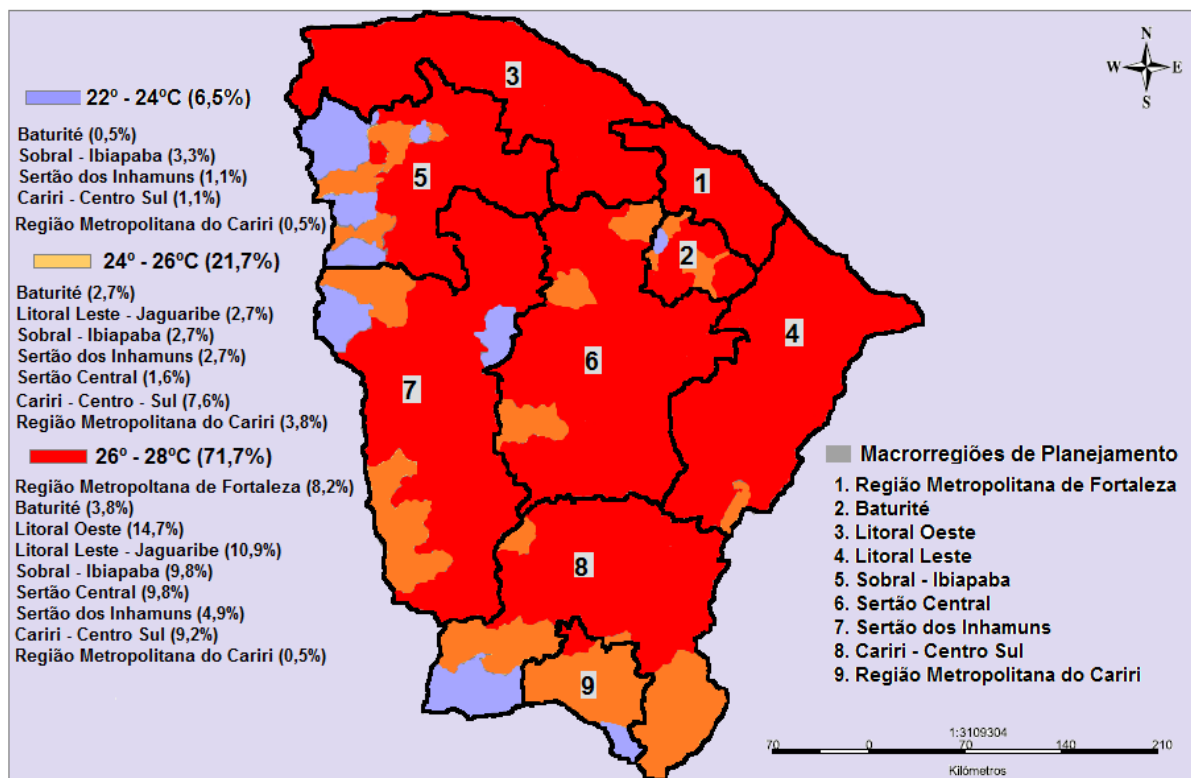 22º - 24ºC (6,5%)
Baturité (0,5%)
Sobral - Ibiapaba (3,3%)
Sertão dos Inhamuns (1,1%)
Cariri - Centro Sul (1,1%)
Região Metropolitana do Cariri (0,5%)
24º - 26ºC (21,7%)
Baturité (2,7%)
Litoral Leste - Jaguaribe (2,7%)
Sobral - Ibiapaba (2,7%)
Sertão dos Inhamuns (2,7%)
Sertão Central (1,6%)
Cariri - Centro - Sul (7,6%)
Região Metropolitana do Cariri (3,8%)
26º - 28ºC (71,7%)
Região Metropoltana de Fortaleza (8,2%)
Baturité (3,8%)
Litoral Oeste (14,7%)
Litoral Leste - Jaguaribe (10,9%)
Sobral - Ibiapaba (9,8%)
Sertão Central (9,8%)
Sertão dos Inhamuns (4,9%)
Cariri - Centro Sul (9,2%)
Região Metropolitana do Cariri (0,5%)
3
5
1
2
4
6
7
8
9
N
W E
S
Macrorregiões de Planejamento
1. Região Metropolitana de Fortaleza
2. Baturité
3. Litoral Oeste
4. Litoral Leste
5. Sobral - Ibiapaba
6. Sertão Central
7. Sertão dos Inhamuns
8. Cariri - Centro Sul
9. Região Metropolitana do Cariri
1:3109304
70 0 70 140 210
Kilómetros